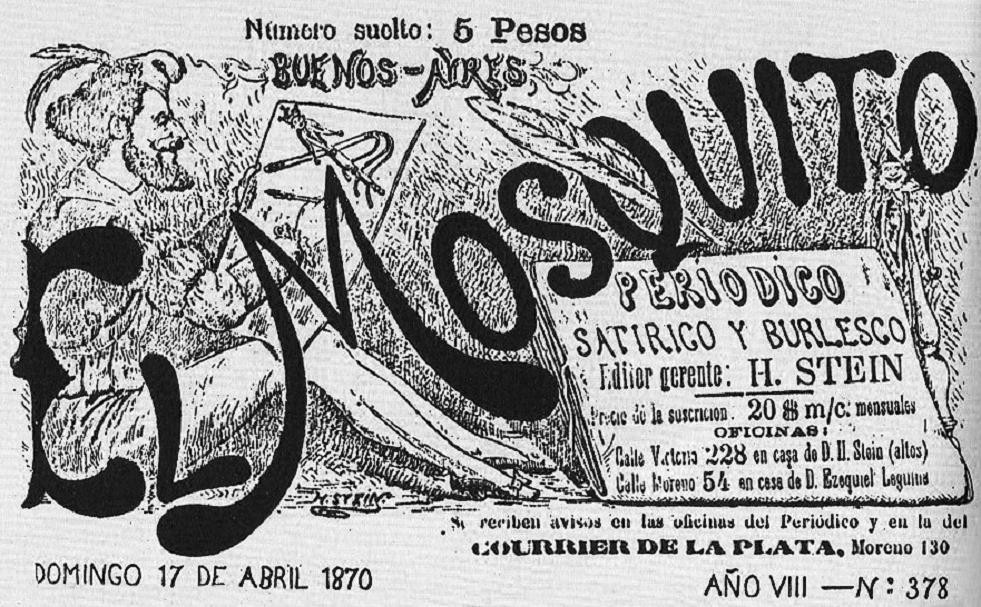 Número suelto: 5 Pesos
BUENOS-AYRES
EL MOSQUITO
PERIODICO
SATIRICO Y BURLESCO
Editor gerente: H. STEIN
Precio de la suscricion. 20 $ m/c. mensuales
OFICINAS:
Calle Victoria 228 en casa de D. H. Stein (altos)
Calle Moreno 54 en casa de D. Ezequiel Leguina
H. STEIN
Se reciben avisos en las oficinas del Periódico y en la del
COURRIER DE LA PLATA, Moreno 130
DOMINGO 17 DE ABRIL 1870
AÑO VIII — N: 378